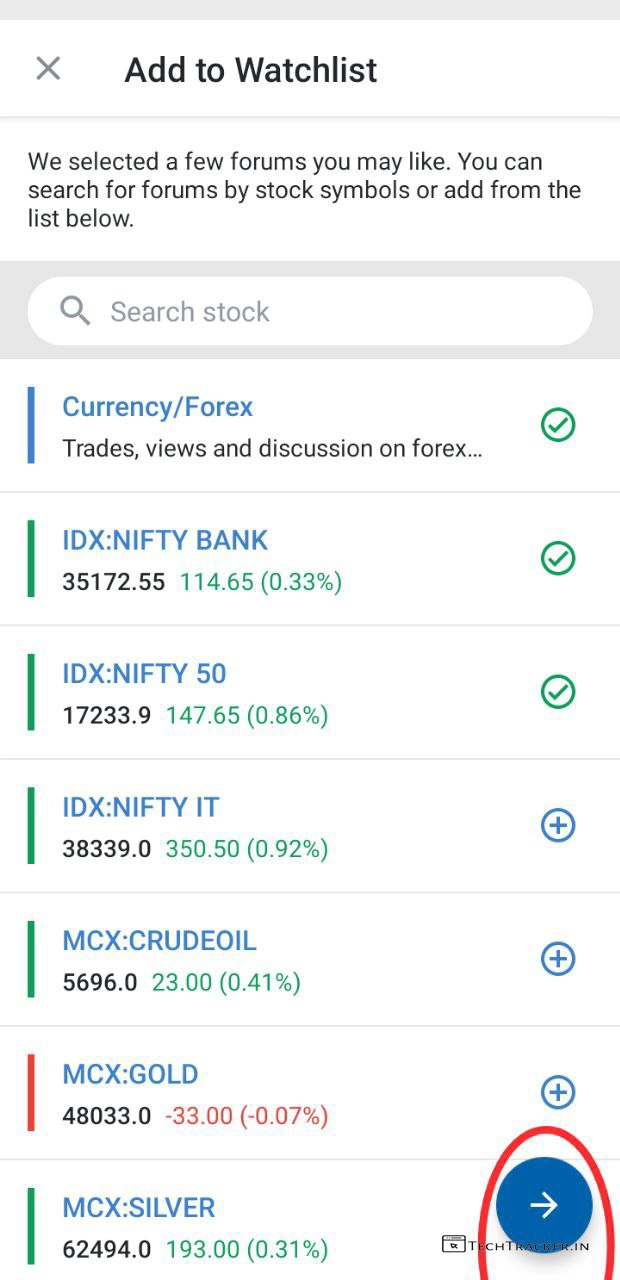 Add to Watchlist
We selected a few forums you may like. You can
search for forums by stock symbols or add from the
list below.
Search stock
Currency/Forex
Trades, views and discussion on forex...
IDX:NIFTY BANK
35172.55 114.65 (0.33%)
IDX:NIFTY 50
17233.9 147.65 (0.86%)
IDX:NIFTY IT
38339.0 350.50 (0.92%)
MCX:CRUDEOIL
5696.0 23.00 (0.41%)
MCX:GOLD
48033.0 -33.00 (-0.07%)
MCX:SILVER
62494.0 193.00 (0.31%)
TECHTRACKER.IN